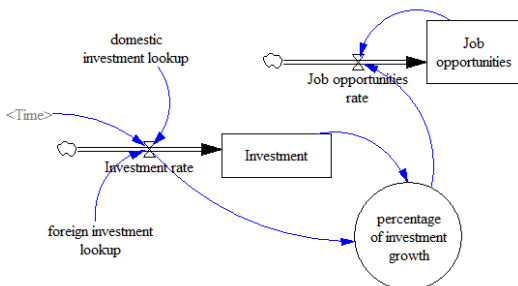 domestic
investment lookup
Job
opportunities
Job opportunities
rate
<Time>
Investment rate
Investment
foreign investment
lookup
percentage
of investment
growth